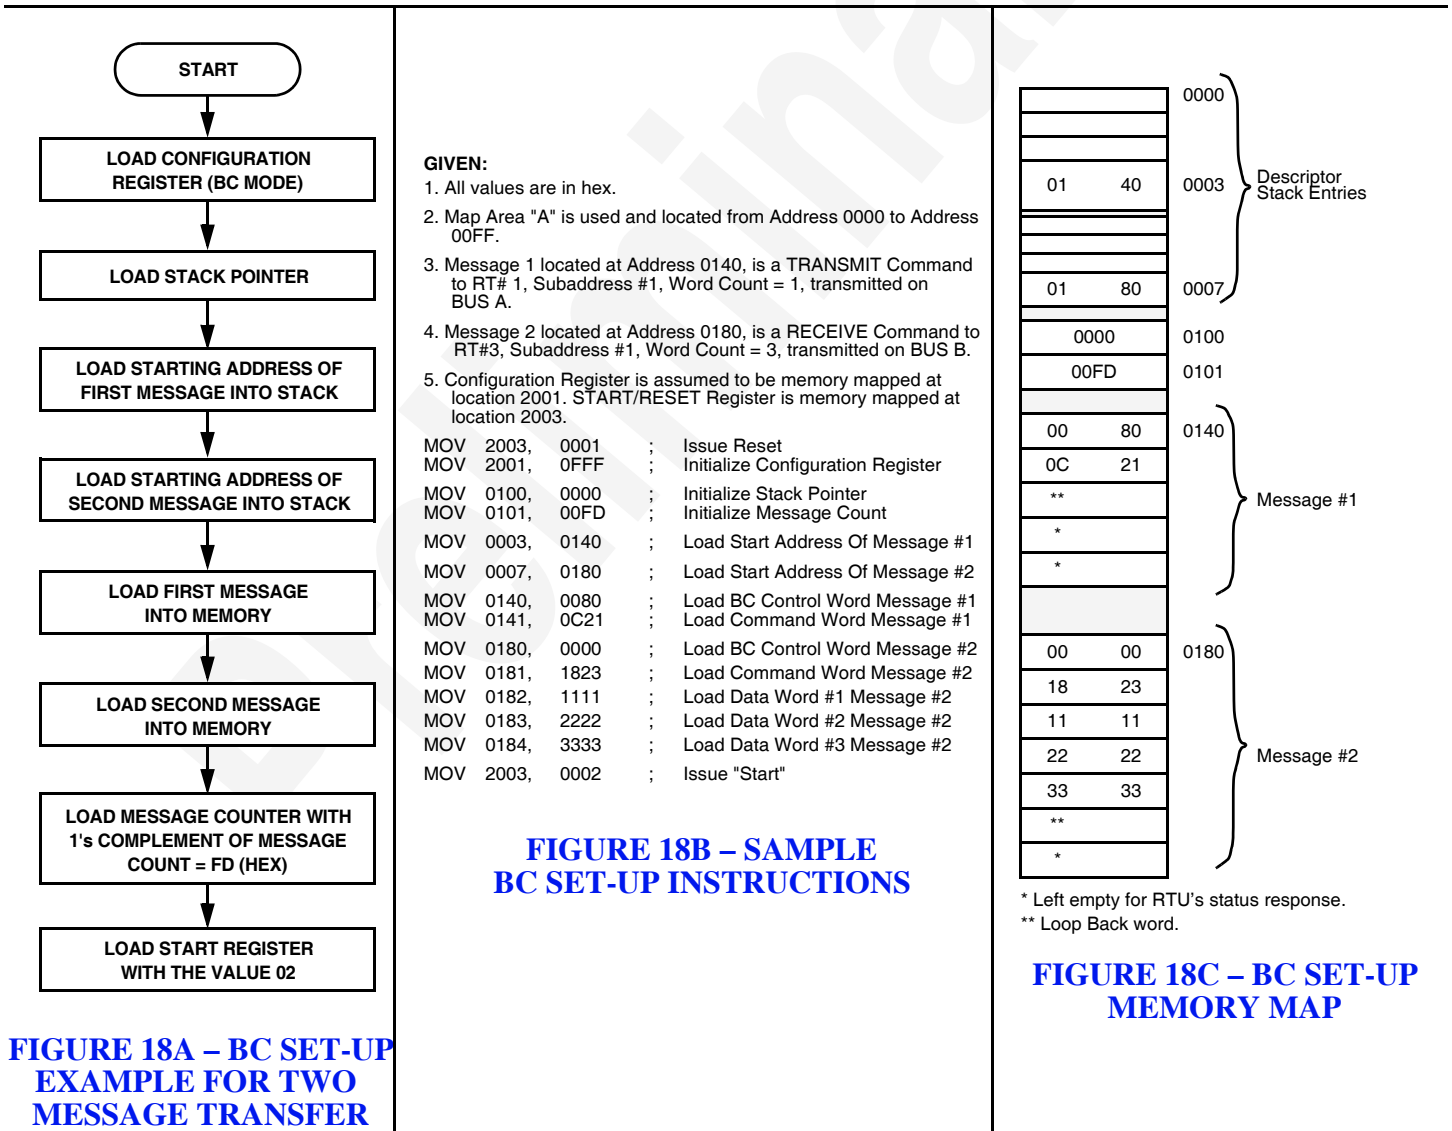 START
LOAD CONFIGURATION
REGISTER (BC MODE)
LOAD STACK POINTER
LOAD STARTING ADDRESS OF
FIRST MESSAGE INTO STACK
LOAD STARTING ADDRESS OF
SECOND MESSAGE INTO STACK
LOAD FIRST MESSAGE
INTO MEMORY
LOAD SECOND MESSAGE
INTO MEMORY
LOAD MESSAGE COUNTER WITH
1's COMPLEMENT OF MESSAGE
COUNT = FD (HEX)
LOAD START REGISTER
WITH THE VALUE 02
FIGURE 18A – BC SET-UP
EXAMPLE FOR TWO
MESSAGE TRANSFER
GIVEN:
1. All values are in hex.
2. Map Area "A" is used and located from Address 0000 to Address
00FF.
3. Message 1 located at Address 0140, is a TRANSMIT Command
to RT# 1, Subaddress #1, Word Count = 1, transmitted on
BUS A.
4. Message 2 located at Address 0180, is a RECEIVE Command to
RT#3, Subaddress #1, Word Count = 3, transmitted on BUS B.
5. Configuration Register is assumed to be memory mapped at
location 2001. START/RESET Register is memory mapped at
location 2003.
MOV 2003, 0001 ; Issue Reset
MOV 2001, 0FFF ; Initialize Configuration Register
MOV 0100, 0000 ; Initialize Stack Pointer
MOV 0101, 00FD ; Initialize Message Count
MOV 0003, 0140 ; Load Start Address Of Message #1
MOV 0007, 0180 ; Load Start Address Of Message #2
MOV 0140, 0080 ; Load BC Control Word Message #1
MOV 0141, 0C21 ; Load Command Word Message #1
MOV 0180, 0000 ; Load BC Control Word Message #2
MOV 0181, 1823 ; Load Command Word Message #2
MOV 0182, 1111 ; Load Data Word #1 Message #2
MOV 0183, 2222 ; Load Data Word #2 Message #2
MOV 0184, 3333 ; Load Data Word #3 Message #2
MOV 2003, 0002 ; Issue "Start"
FIGURE 18B – SAMPLE
BC SET-UP INSTRUCTIONS
0000
01 40 0003
Descriptor
Stack Entries
01 80 0007
0000 0100
00FD 0101
00 80 0140
0C 21
**
Message #1
*
*
00 00 0180
18 23
11 11
22 22
Message #2
33 33
**
*
* Left empty for RTU's status response.
** Loop Back word.
FIGURE 18C – BC SET-UP
MEMORY MAP
Prelimina